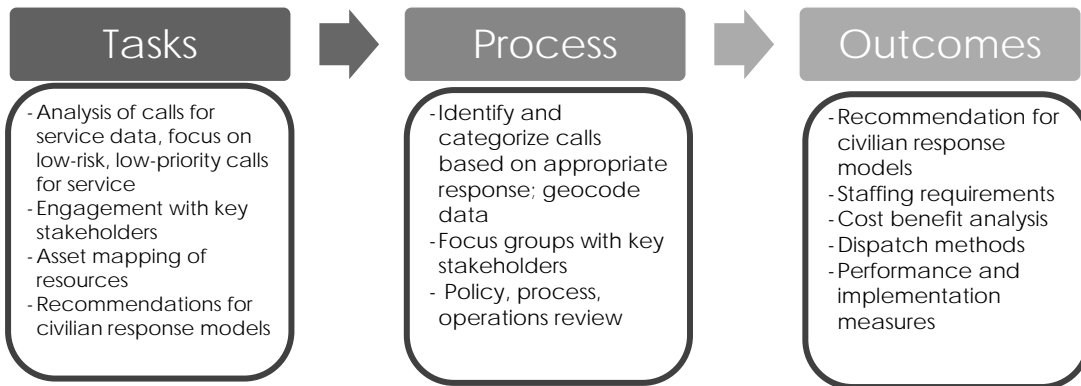 Tasks
- Analysis of calls for
service data, focus on
low-risk, low-priority calls
for service
- Engagement with key
stakeholders
- Asset mapping of
resources
- Recommendations for
civilian response models
Process
- Identify and
categorize calls
based on appropriate
response; geocode
data
- Focus groups with key
stakeholders
- Policy, process,
operations review
Outcomes
- Recommendation for
civilian response
models
- Staffing requirements
- Cost benefit analysis
- Dispatch methods
- Performance and
implementation
measures